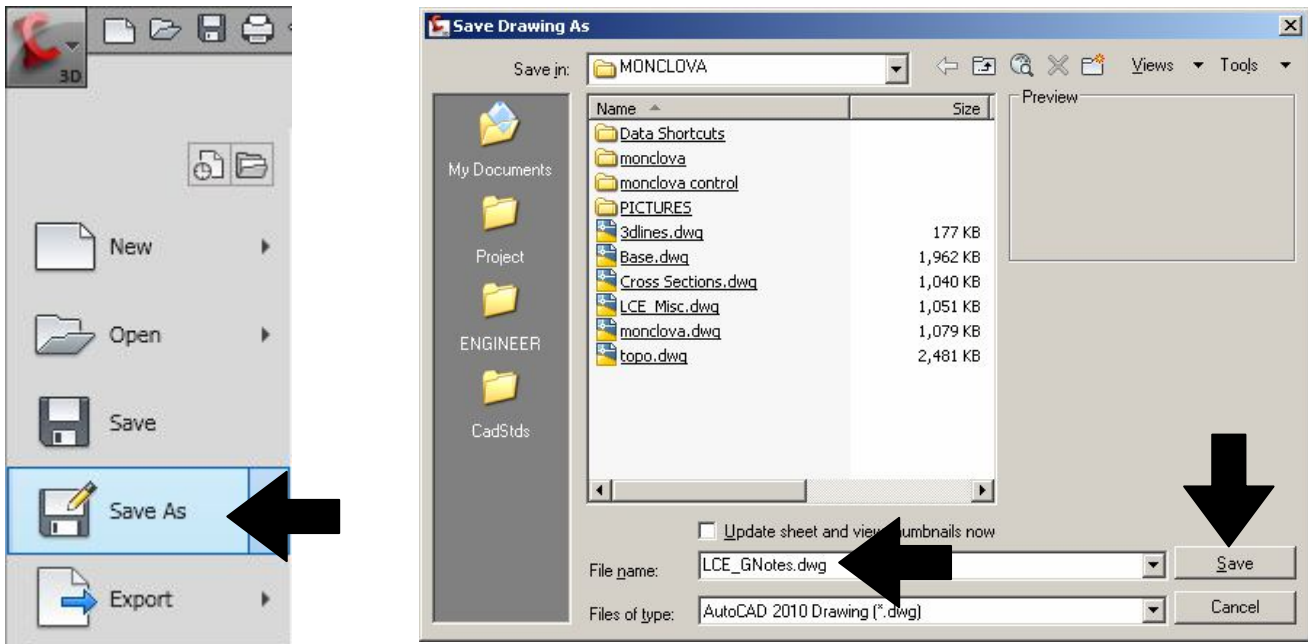 3D
New
Open
Save
Save As
Export
Save Drawing As
Save in: MONCLOVA Views Tools
My Documents
Project
ENGINEER
CadStds
Name Size
Data Shortcuts
monclova
monclova control
PICTURES
3dlines.dwg 177 KB
Base.dwg 1,962 KB
Cross Sections.dwg 1,040 KB
LCE_Misc.dwg 1,051 KB
monclova.dwg 1,079 KB
topo.dwg 2,481 KB
Preview
Update sheet and view thumbnails now
File name: LCE_GNotes.dwg Save
Files of type: AutoCAD 2010 Drawing (*.dwg) Cancel